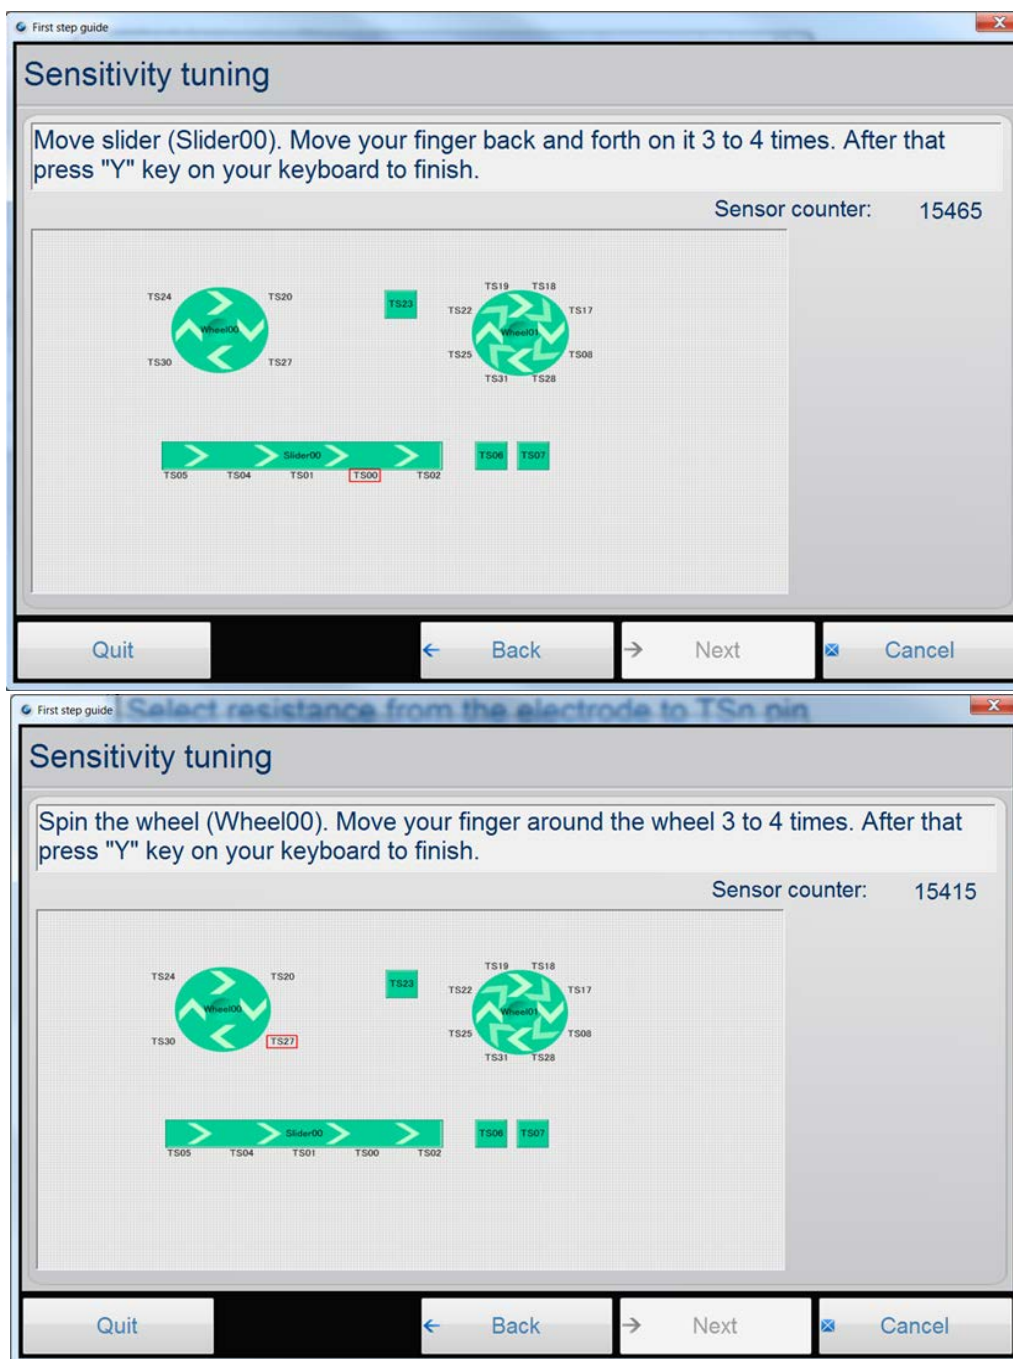 First step guide
Sensitivity tuning
Move slider (Slider00). Move your finger back and forth on it 3 to 4 times. After that
press "Y" key on your keyboard to finish.
Sensor counter: 15465
TS19 TS18
TS24 TS20 TS23 TS22 TS17
Wheel00 Wheel01
TS30 TS27 TS25 TS08
TS31 TS28
Slider00 TS06 TS07
TS05 TS04 TS01 TS00 TS02
Quit Back Next Cancel
First step guide Select resistance from the electrode to TSn pin
Sensitivity tuning
Spin the wheel (Wheel00). Move your finger around the wheel 3 to 4 times. After that
press "Y" key on your keyboard to finish.
Sensor counter: 15415
TS19 TS18
TS24 TS20 TS23 TS22 TS17
Wheel00 Wheel01
TS30 TS27 TS25 TS08
TS31 TS28
Slider00 TS06 TS07
TS05 TS04 TS01 TS00 TS02
Quit Back Next Cancel